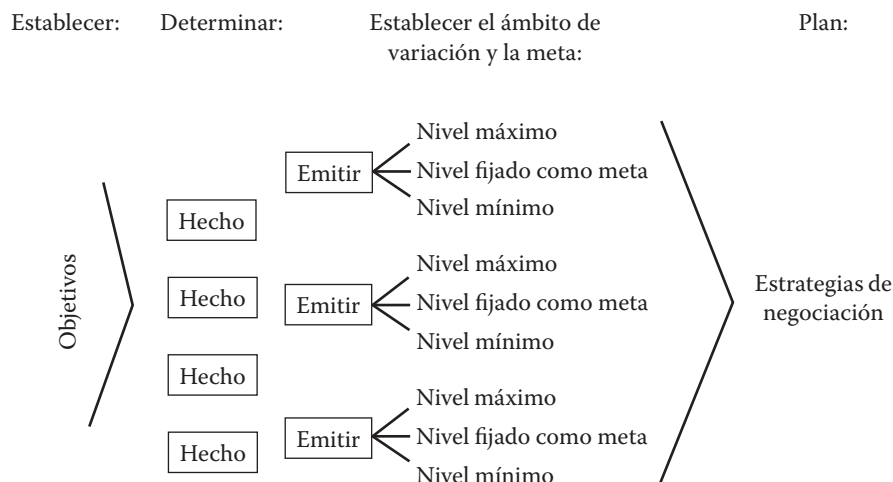 Establecer:
Determinar:
Establecer el ámbito de
variación y la meta:
Plan:
Objetivos
Hecho
Hecho
Hecho
Hecho
Emitir
Nivel máximo
Nivel fijado como meta
Nivel mínimo
Emitir
Nivel máximo
Nivel fijado como meta
Nivel mínimo
Emitir
Nivel máximo
Nivel fijado como meta
Nivel mínimo
Estrategias de
negociación